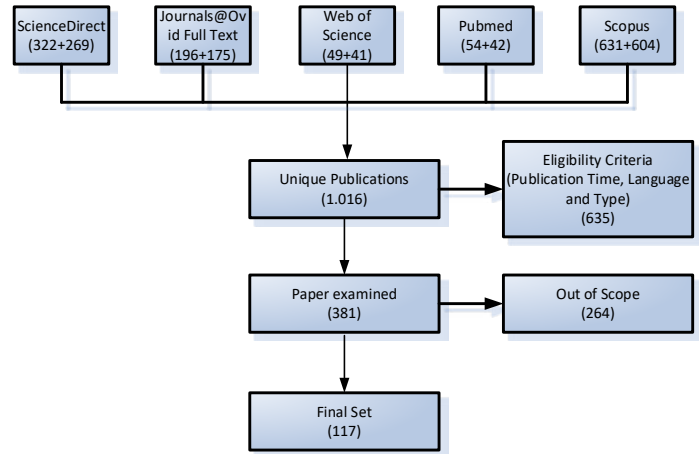 ScienceDirect
(322+269)
Journals@Ov
id Full Text
(196+175)
Web of
Science
(49+41)
Pubmed
(54+42)
Scopus
(631+604)
Unique Publications
(1.016)
Eligibility Criteria
(Publication Time, Language
and Type)
(635)
Paper examined
(381)
Out of Scope
(264)
Final Set
(117)